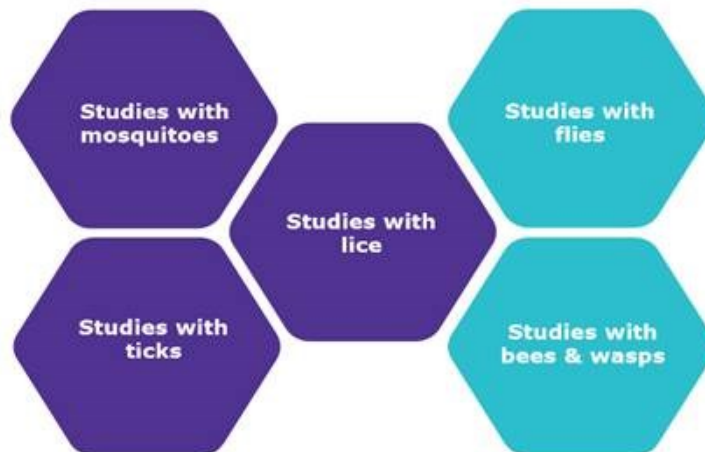 Studies with
mosquitoes
Studies with
flies
Studies with
lice
Studies with
ticks
Studies with
bees & wasps